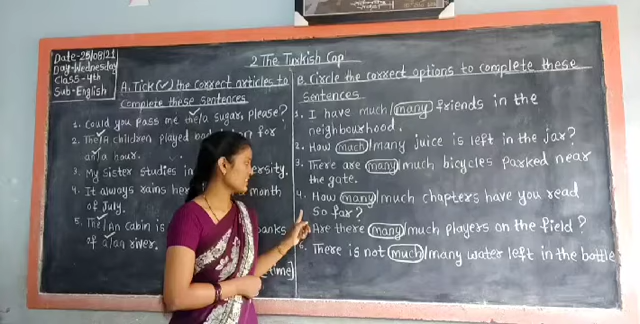 Date-25/08/21
Day-Wednesday
Class-4th
Sub-English
2 The Turkish Cap
A. Tick (✓) the correct articles to
complete these sentences
1. Could you pass me the/a sugar, please?
2. The/A children played for
an/a hour.
3. My sister studies in
4. It always rains month
of July.
5. The/An cabin is banks
of a/an river.
time]
B. Circle the correct options to complete these
sentences
1. I have much/many friends in the
neighbourhood.
2. How much/many juice is left in the jar?
3. There are many/much bicycles parked near
the gate.
4. How many/much chapters have you read
so far?
Are there many/much players on the field?
There is not much/many water left in the bottle